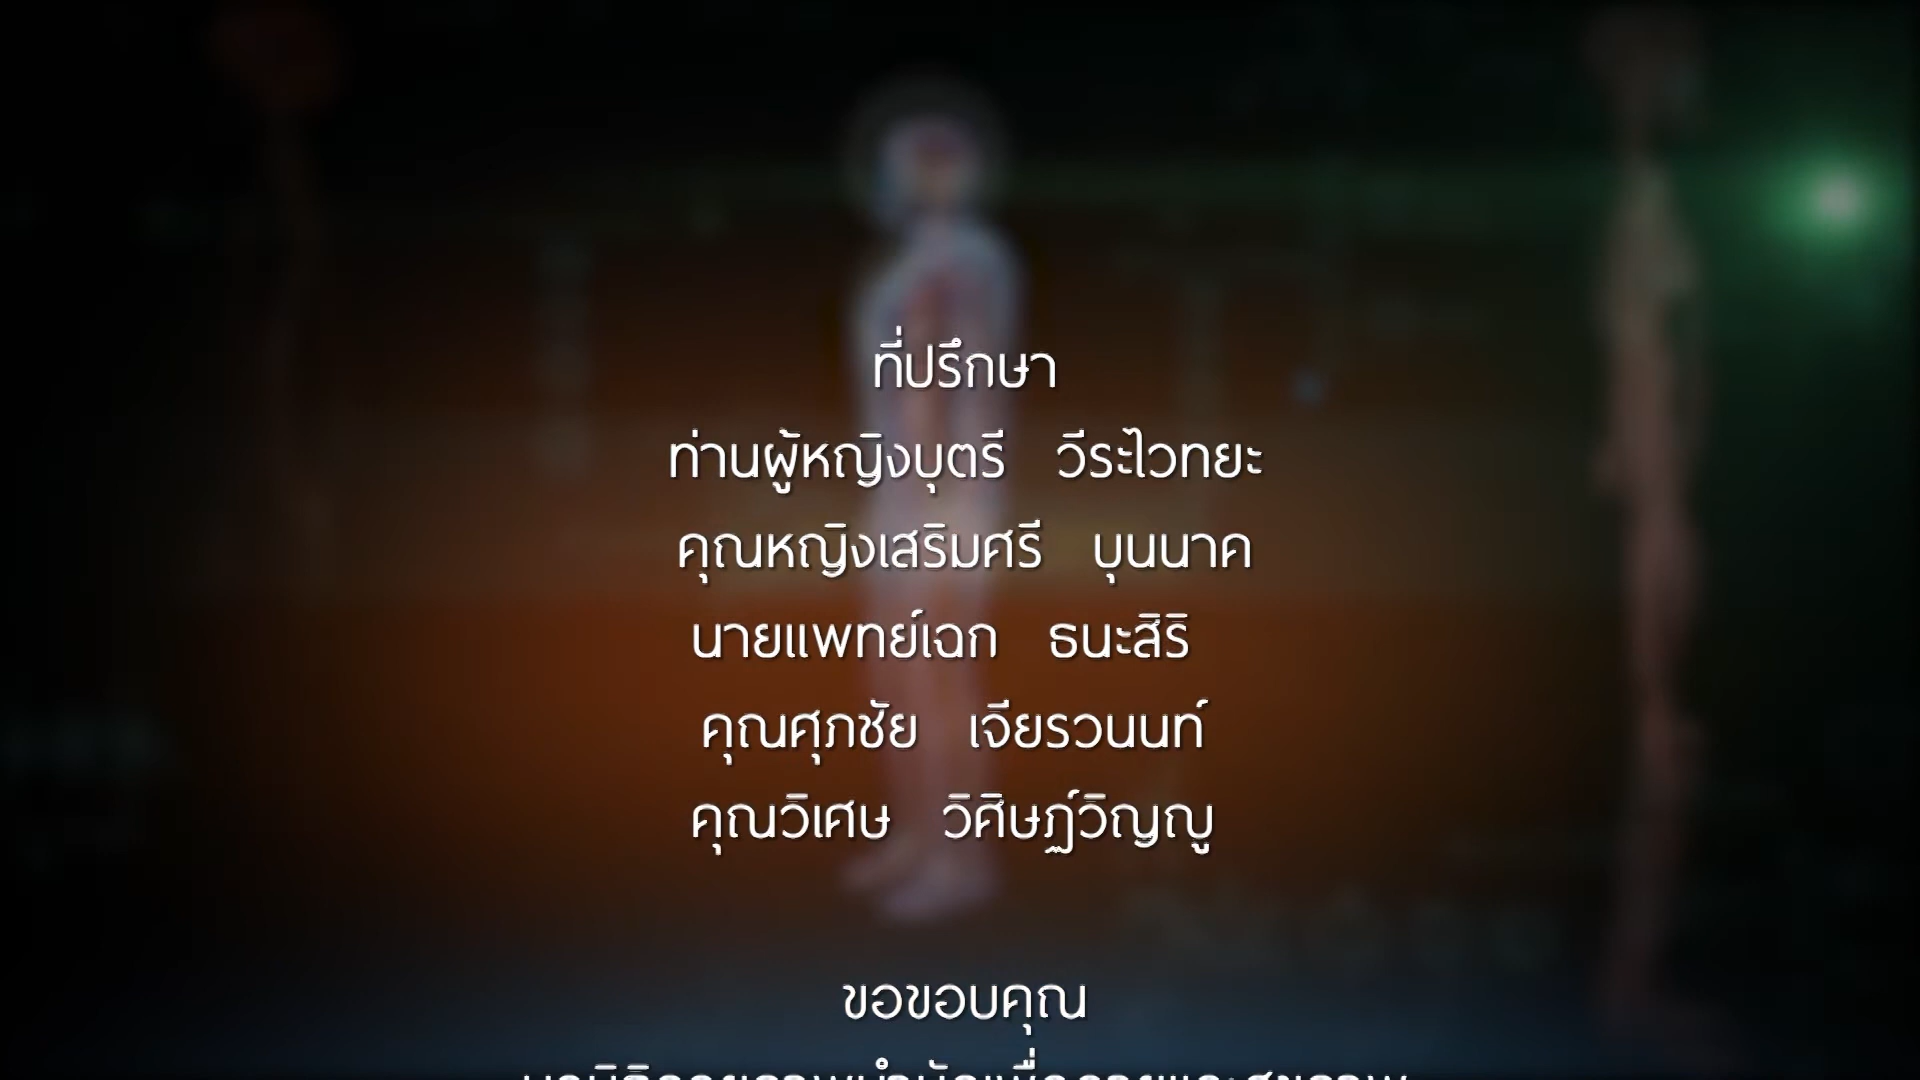 ที่ปรึกษา
ท่านผู้หญิงบุตรี วีระไวทยะ
คุณหญิงเสริมศรี บุนนาค
นายแพทย์เฉก ธนะสิริ
คุณศุภชัย เจียรวนนท์
คุณวิเศษ วิศิษฏ์วิญญู
ขอขอบคุณ